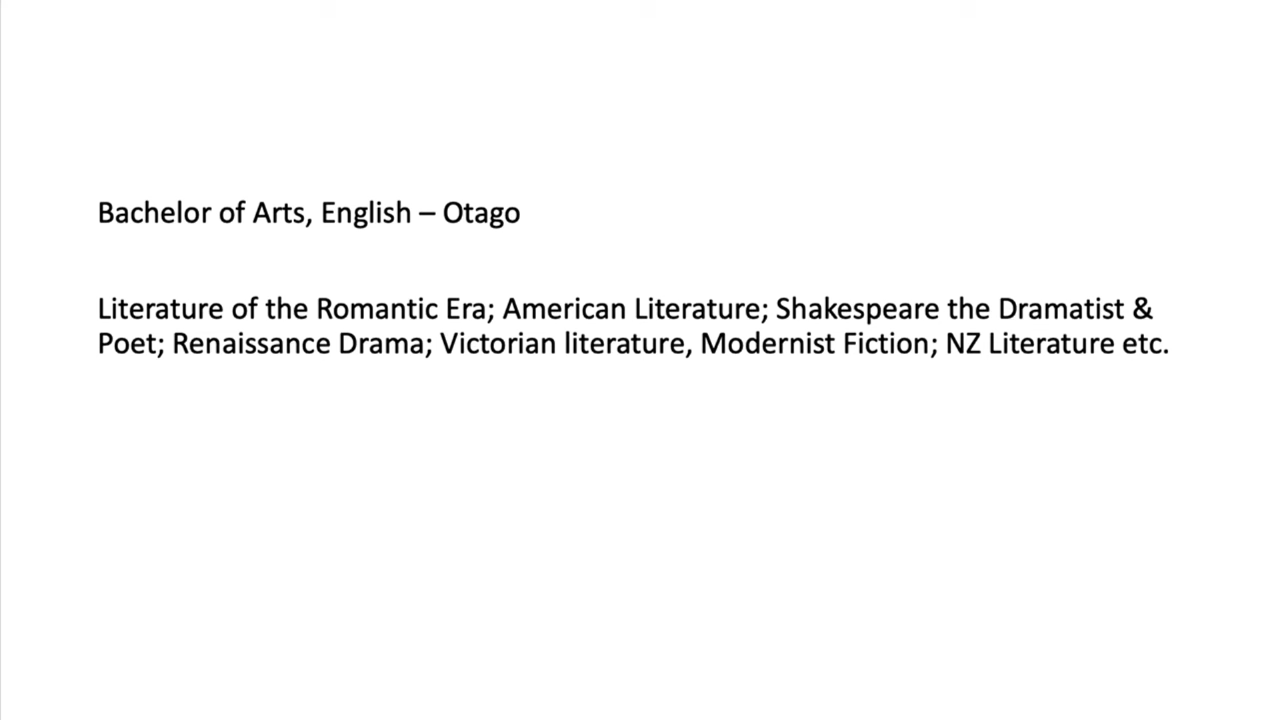 Bachelor of Arts, English – Otago
Literature of the Romantic Era; American Literature; Shakespeare the Dramatist &
Poet; Renaissance Drama; Victorian literature, Modernist Fiction; NZ Literature etc.